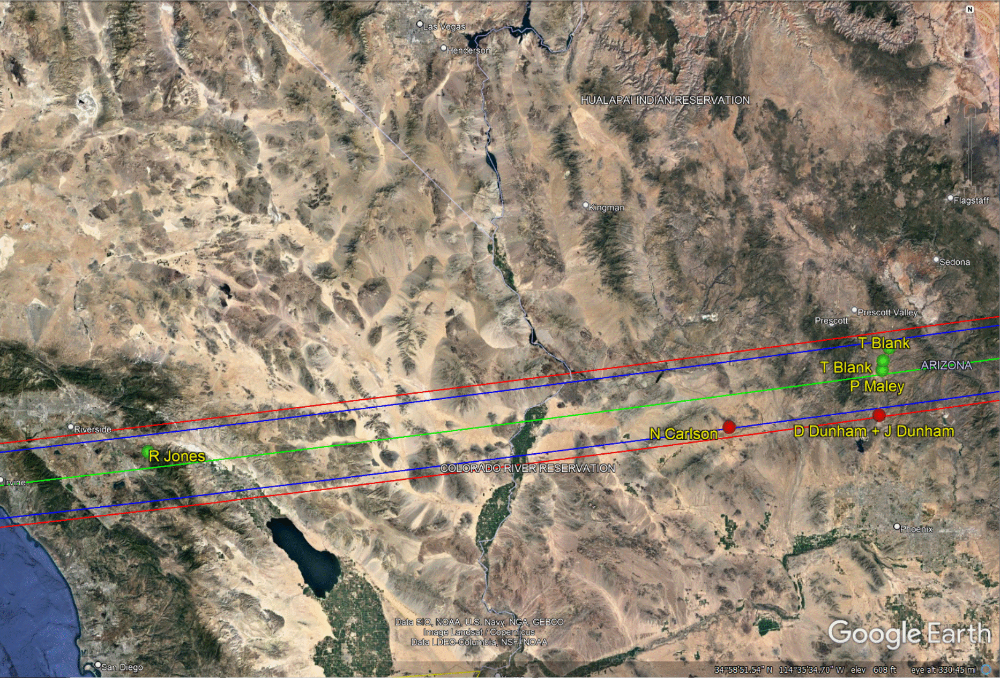 N
Las Vegas
Henderson
HUALAPAI INDIAN RESERVATION
Flagstaff
Kingman
Sedona
Prescott Valley
Prescott
T Blank
ARIZONA
T Blank
P Maley
Riverside
D Dunham + J Dunham
N Carlson
R Jones
COLORADO RIVER RESERVATION
Irvine
Phoenix
Data SIO, NOAA, U.S. Navy, NGA, GEBCO
Image Landsat / Copernicus
Data LDEO-Columbia, NSF, NOAA
Google Earth
San Diego
34°58'51.54" N 114°35'34.70" W elev 608 ft eye alt 330.45 mi